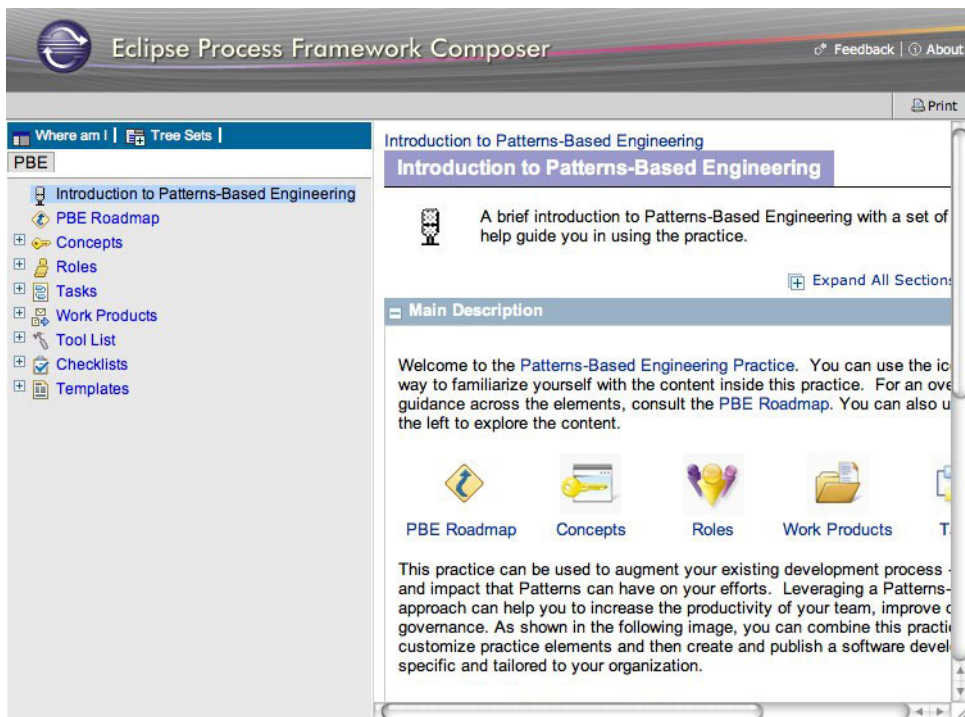 Eclipse Process Framework Composer
Feedback | About
Print
Where am I | Tree Sets |
PBE
Introduction to Patterns-Based Engineering
PBE Roadmap
Concepts
Roles
Tasks
Work Products
Tool List
Checklists
Templates
Introduction to Patterns-Based Engineering
Introduction to Patterns-Based Engineering
A brief introduction to Patterns-Based Engineering with a set of
help guide you in using the practice.
Expand All Sections
Main Description
Welcome to the Patterns-Based Engineering Practice. You can use the
way to familiarize yourself with the content inside this practice. For an
guidance across the elements, consult the PBE Roadmap. You can also
the left to explore the content.
PBE Roadmap Concepts Roles Work Products
This practice can be used to augment your existing development process
and impact that Patterns can have on your efforts. Leveraging a Patterns-
approach can help you to increase the productivity of your team, improve
governance. As shown in the following image, you can combine this
customize practice elements and then create and publish a software
specific and tailored to your organization.